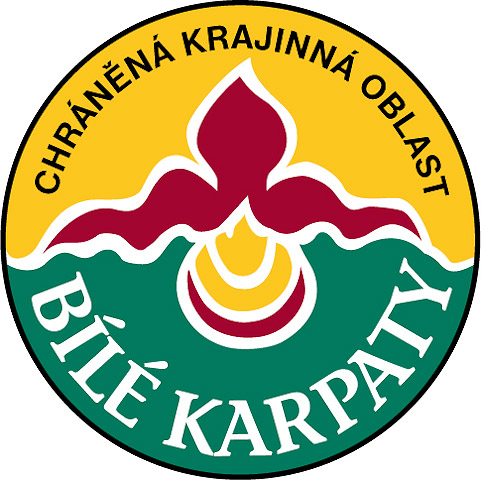 CHRÁNĚNÁ KRAJINNÁ OBLAST
BÍLÉ KARPATY